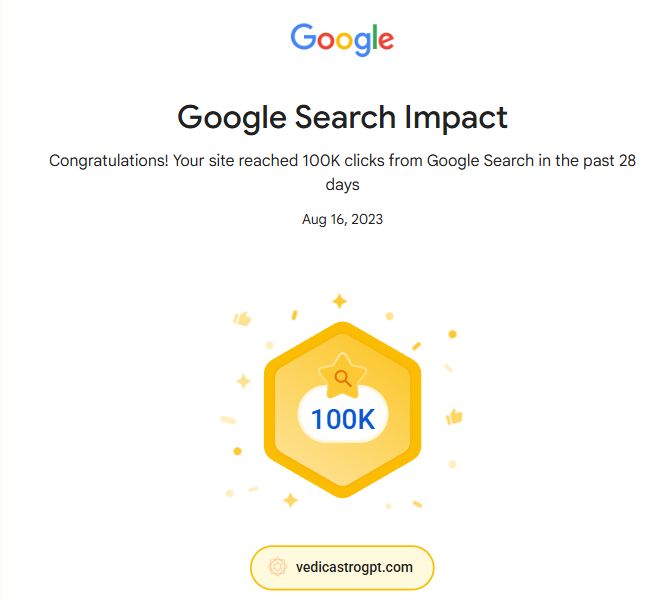 Google
Google Search Impact
Congratulations! Your site reached 100K clicks from Google Search in the past 28
days
Aug 16, 2023
100K
vedicastrogpt.com